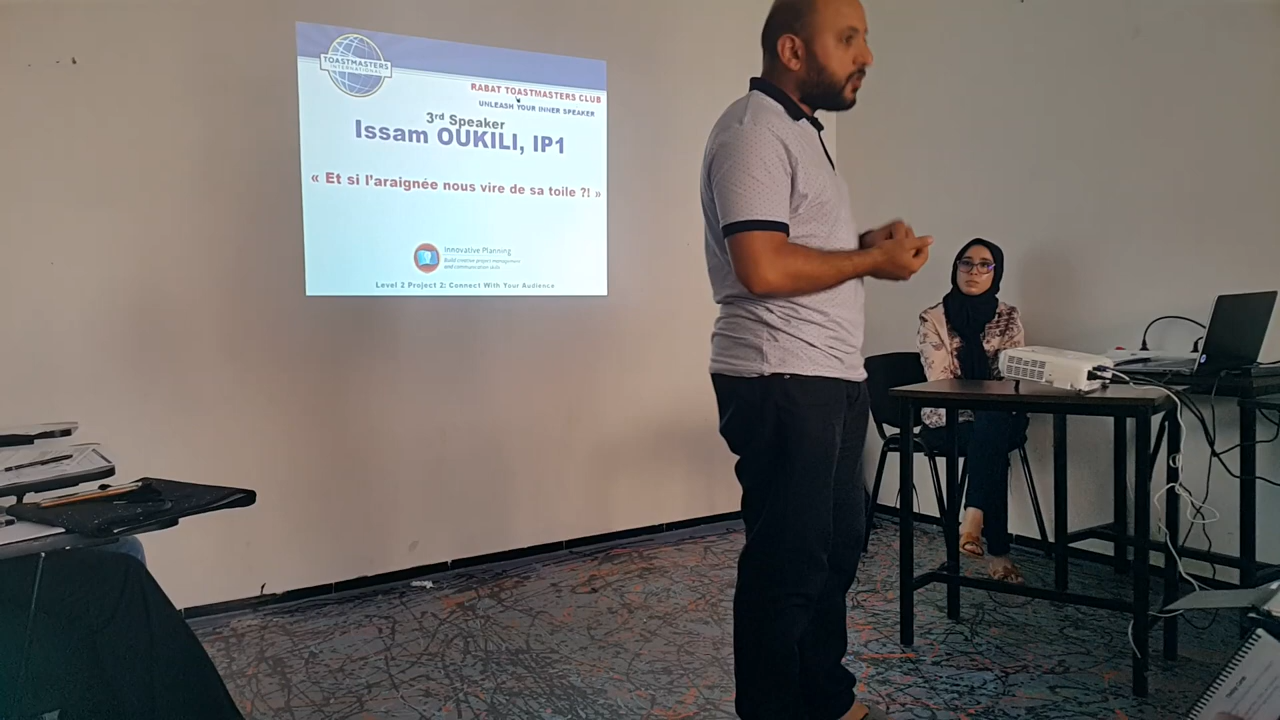 TOASTMASTERS
INTERNATIONAL
RABAT TOASTMASTERS CLUB
UNLEASH YOUR INNER SPEAKER
3rd Speaker
Issam OUKILI, IP1
« Et si l'araignée nous vire de sa toile ?! »
Innovative Planning
Build creative project management
and communication skills
Level 2 Project 2: Connect With Your Audience